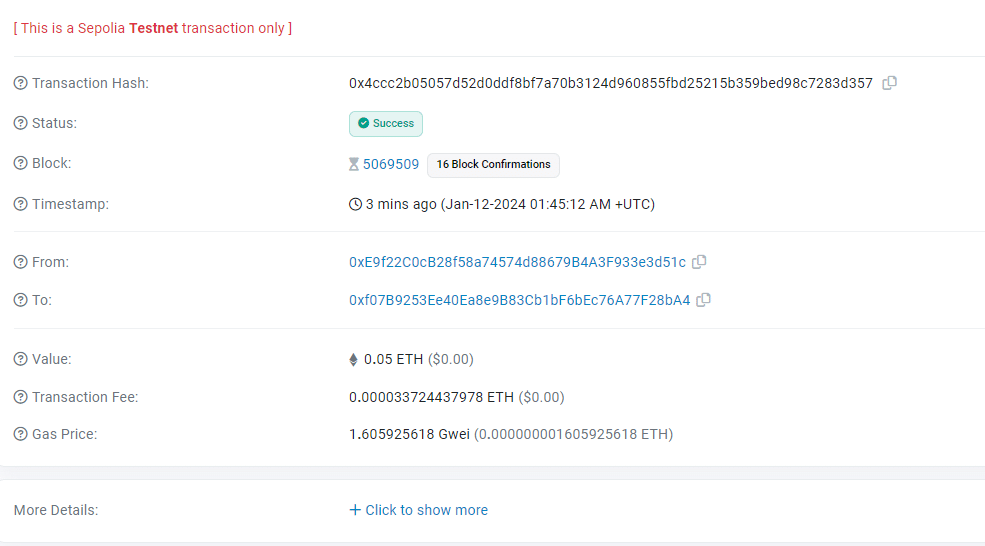 [ This is a Sepolia Testnet transaction only ]
Transaction Hash: 0x4ccc2b05057d52d0ddf8bf7a70b3124d960855fbd25215b359bed98c7283d357
Status: Success
Block: 5069509 16 Block Confirmations
Timestamp: 3 mins ago (Jan-12-2024 01:45:12 AM +UTC)
From: 0xE9f22C0cB28f58a74574d88679B4A3F933e3d51c
To: 0xf07B9253Ee40Ea8e9B83Cb1bF6bEc76A77F28bA4
Value: 0.05 ETH ($0.00)
Transaction Fee: 0.000033724437978 ETH ($0.00)
Gas Price: 1.605925618 Gwei (0.000000001605925618 ETH)
More Details: + Click to show more